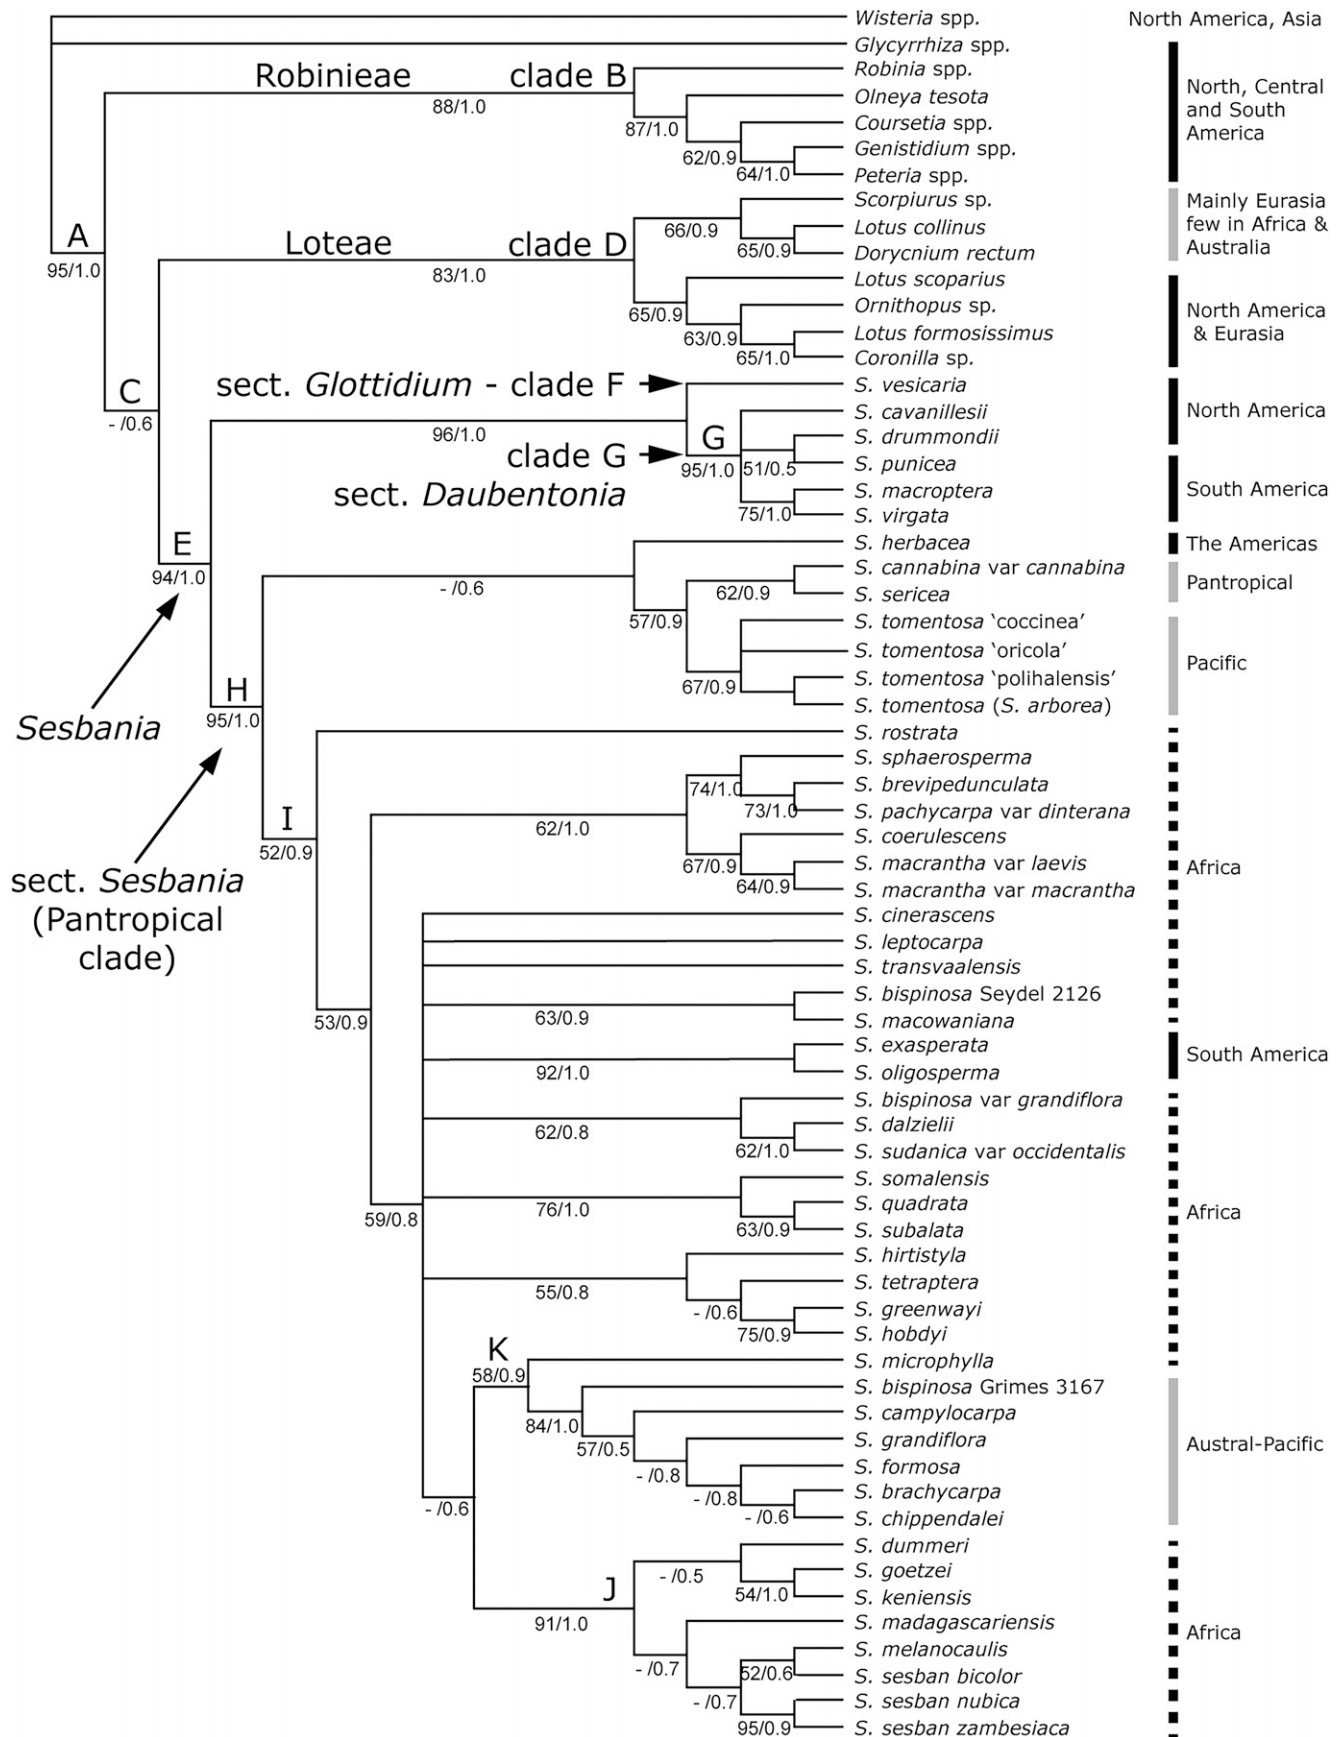 Wisteria spp.
North America, Asia
Glycyrrhiza spp.
Robinieae
clade B
88/1.0
Robinia spp.
Olneya tesota
87/1.0
Coursetia spp.
62/0.9
Genistidium spp.
64/1.0
Peteria spp.
North, Central
and South
America
A
95/1.0
Loteae
clade D
83/1.0
Scorpiurus sp.
66/0.9
Lotus collinus
65/0.9
Dorycnium rectum
Mainly Eurasia
few in Africa &
Australia
Lotus scoparius
65/0.9
Ornithopus sp.
63/0.9
Lotus formosissimus
65/1.0
Coronilla sp.
North America
& Eurasia
C
- /0.6
sect. Glottidium - clade F
S. vesicaria
96/1.0
S. cavanillesii
North America
clade G
sect. Daubentonia
G
95/1.0
S. drummondii
51/0.5
S. punicea
S. macroptera
75/1.0
S. virgata
South America
E
94/1.0
Sesbania
S. herbacea
The Americas
- /0.6
S. cannabina var cannabina
62/0.9
S. sericea
Pantropical
57/0.9
S. tomentosa ‘coccinea’
S. tomentosa ‘oricola’
67/0.9
S. tomentosa ‘polihalensis’
S. tomentosa (S. arborea)
Pacific
H
95/1.0
sect. Sesbania
(Pantropical
clade)
I
52/0.9
S. rostrata
S. sphaerosperma
74/1.0
S. brevipedunculata
73/1.0
S. pachycarpa var dinterana
62/1.0
S. coerulescens
67/0.9
S. macrantha var laevis
64/0.9
S. macrantha var macrantha
Africa
53/0.9
S. cinerascens
S. leptocarpa
S. transvaalensis
S. bispinosa Seydel 2126
63/0.9
S. macowaniana
S. exasperata
92/1.0
S. oligosperma
South America
S. bispinosa var grandiflora
62/0.8
S. dalzielii
62/1.0
S. sudanica var occidentalis
59/0.8
S. somalensis
76/1.0
S. quadrata
63/0.9
S. subalata
Africa
S. hirtistyla
55/0.8
S. tetraptera
- /0.6
S. greenwayi
75/0.9
S. hobdyi
K
58/0.9
S. microphylla
S. bispinosa Grimes 3167
84/1.0
S. campylocarpa
57/0.5
S. grandiflora
- /0.8
S. formosa
- /0.8
S. brachycarpa
- /0.6
S. chippendalei
Austral-Pacific
- /0.6
J
91/1.0
S. dummeri
- /0.5
S. goetzei
54/1.0
S. keniensis
S. madagascariensis
- /0.7
S. melanocaulis
52/0.6
S. sesban bicolor
- /0.7
S. sesban nubica
95/0.9
S. sesban zambesiaca
Africa